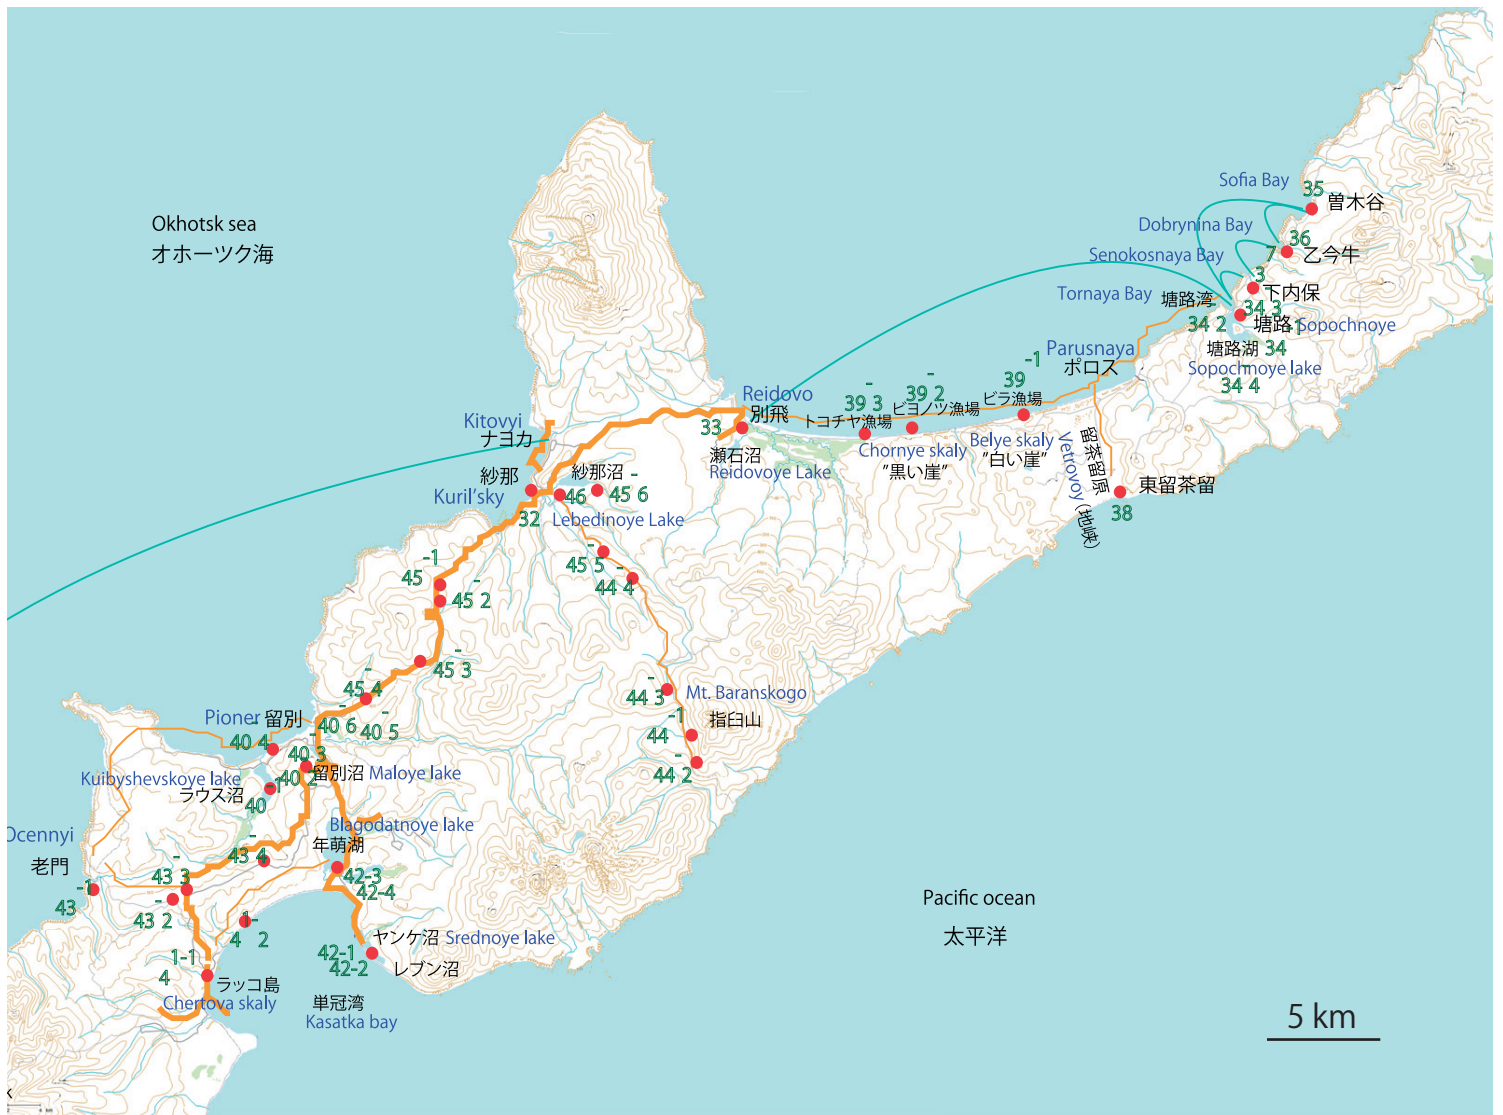 Okhotsk sea
オホーツク海
Sofia Bay
35
曽木谷
Dobrynina Bay
36
7
乙今牛
Senokosnaya Bay
3
下内保
Tornaya Bay
塘路湾
34 3
34 2
塘路
-1
Sopochnoye
塘路湖
34
Sopochnoye lake
34 4
Parusnaya
ポロス
-1
39
ビラ漁場
-
39 2
ビヨノツ漁場
-
39 3
トコチヤ漁場
Reidovo
別飛
33
瀬石沼
Reidovoye Lake
Chornye skaly
"黒い崖"
Belye skaly
"白い崖"
留茶留原
Vetrovoy (地峡)
東留茶留
38
Kitovyi
ナヨカ
紗那
Kuril'sky
32
紗那沼
46
-
45 6
Lebedinoye Lake
-
45 5
-
44 4
-1
45
-
45 2
-
45 3
-
45 4
-
44 3
Mt. Baranskogo
-1
44
指臼山
-
44 2
Pioner
留別
-
40 6
-
40 5
-
40 4
-
40 3
40 2
留別沼
Maloye lake
Kuibyshevskoye lake
ラウス沼
-1
40
Blagodatnoye lake
年萌湖
Ocennyi
老門
-1
43
-
43 4
-
43 3
-
43 2
42-3
42-4
1-
4 2
1-1
4
ラッコ島
Chertova skaly
ヤンケ沼
Srednoye lake
42-1
42-2
レブン沼
単冠湾
Kasatka bay
Pacific ocean
太平洋
5 km